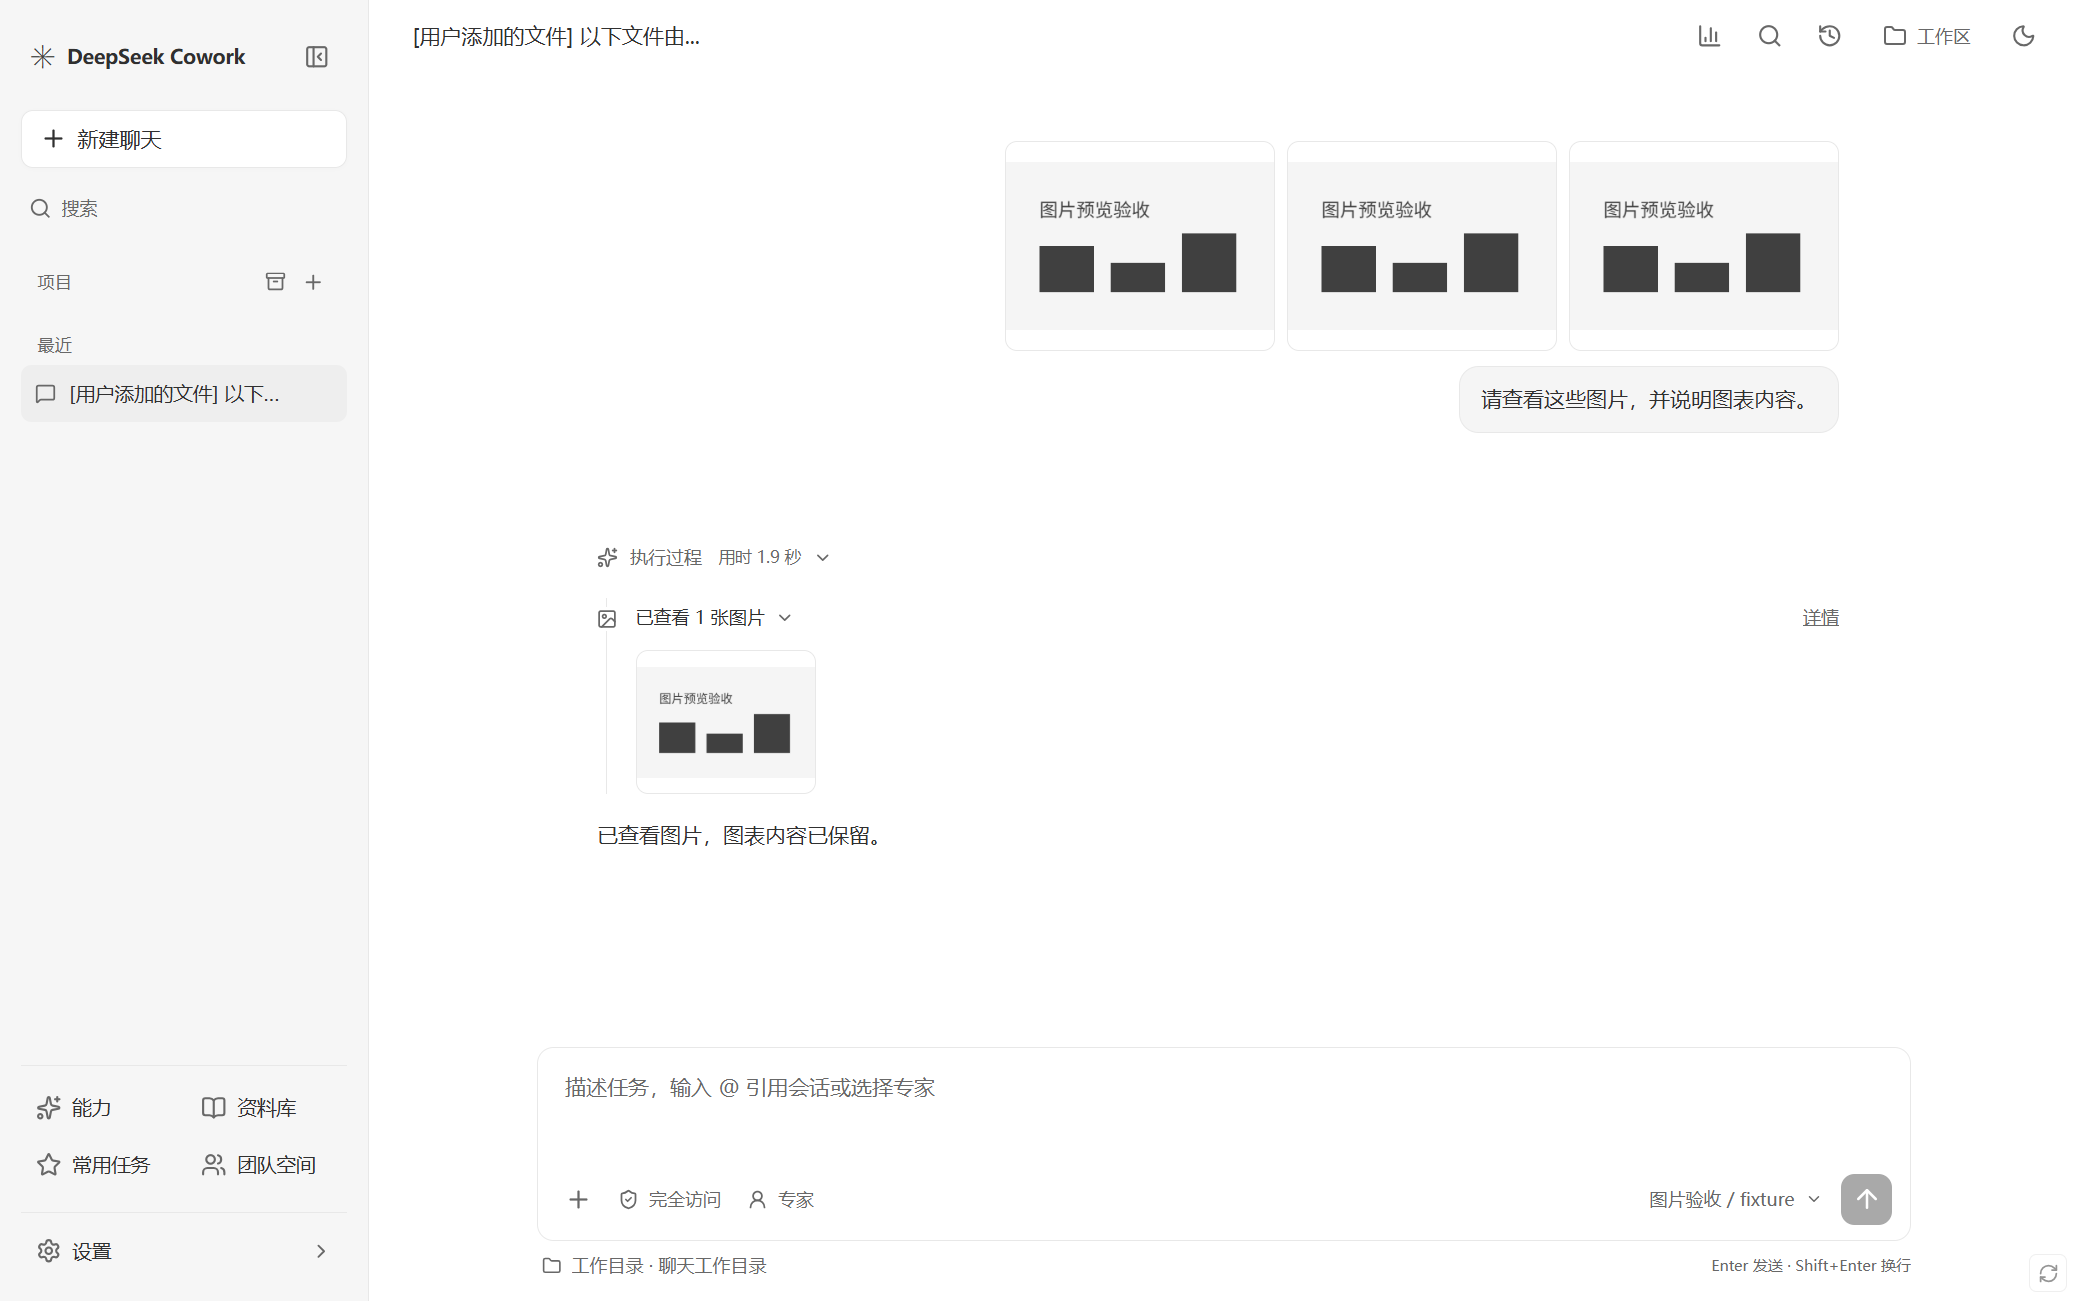 DeepSeek Cowork
新建聊天
搜索
项目
最近
[用户添加的文件] 以下...
能力
资料库
常用任务
团队空间
设置
[用户添加的文件] 以下文件由...
工作区
图片预览验收
图片预览验收
图片预览验收
请查看这些图片，并说明图表内容。
执行过程 用时 1.9 秒
已查看 1 张图片
详情
图片预览验收
已查看图片，图表内容已保留。
描述任务，输入 @ 引用会话或选择专家
完全访问
专家
图片验收 / fixture
工作目录 · 聊天工作目录
Enter 发送 · Shift+Enter 换行